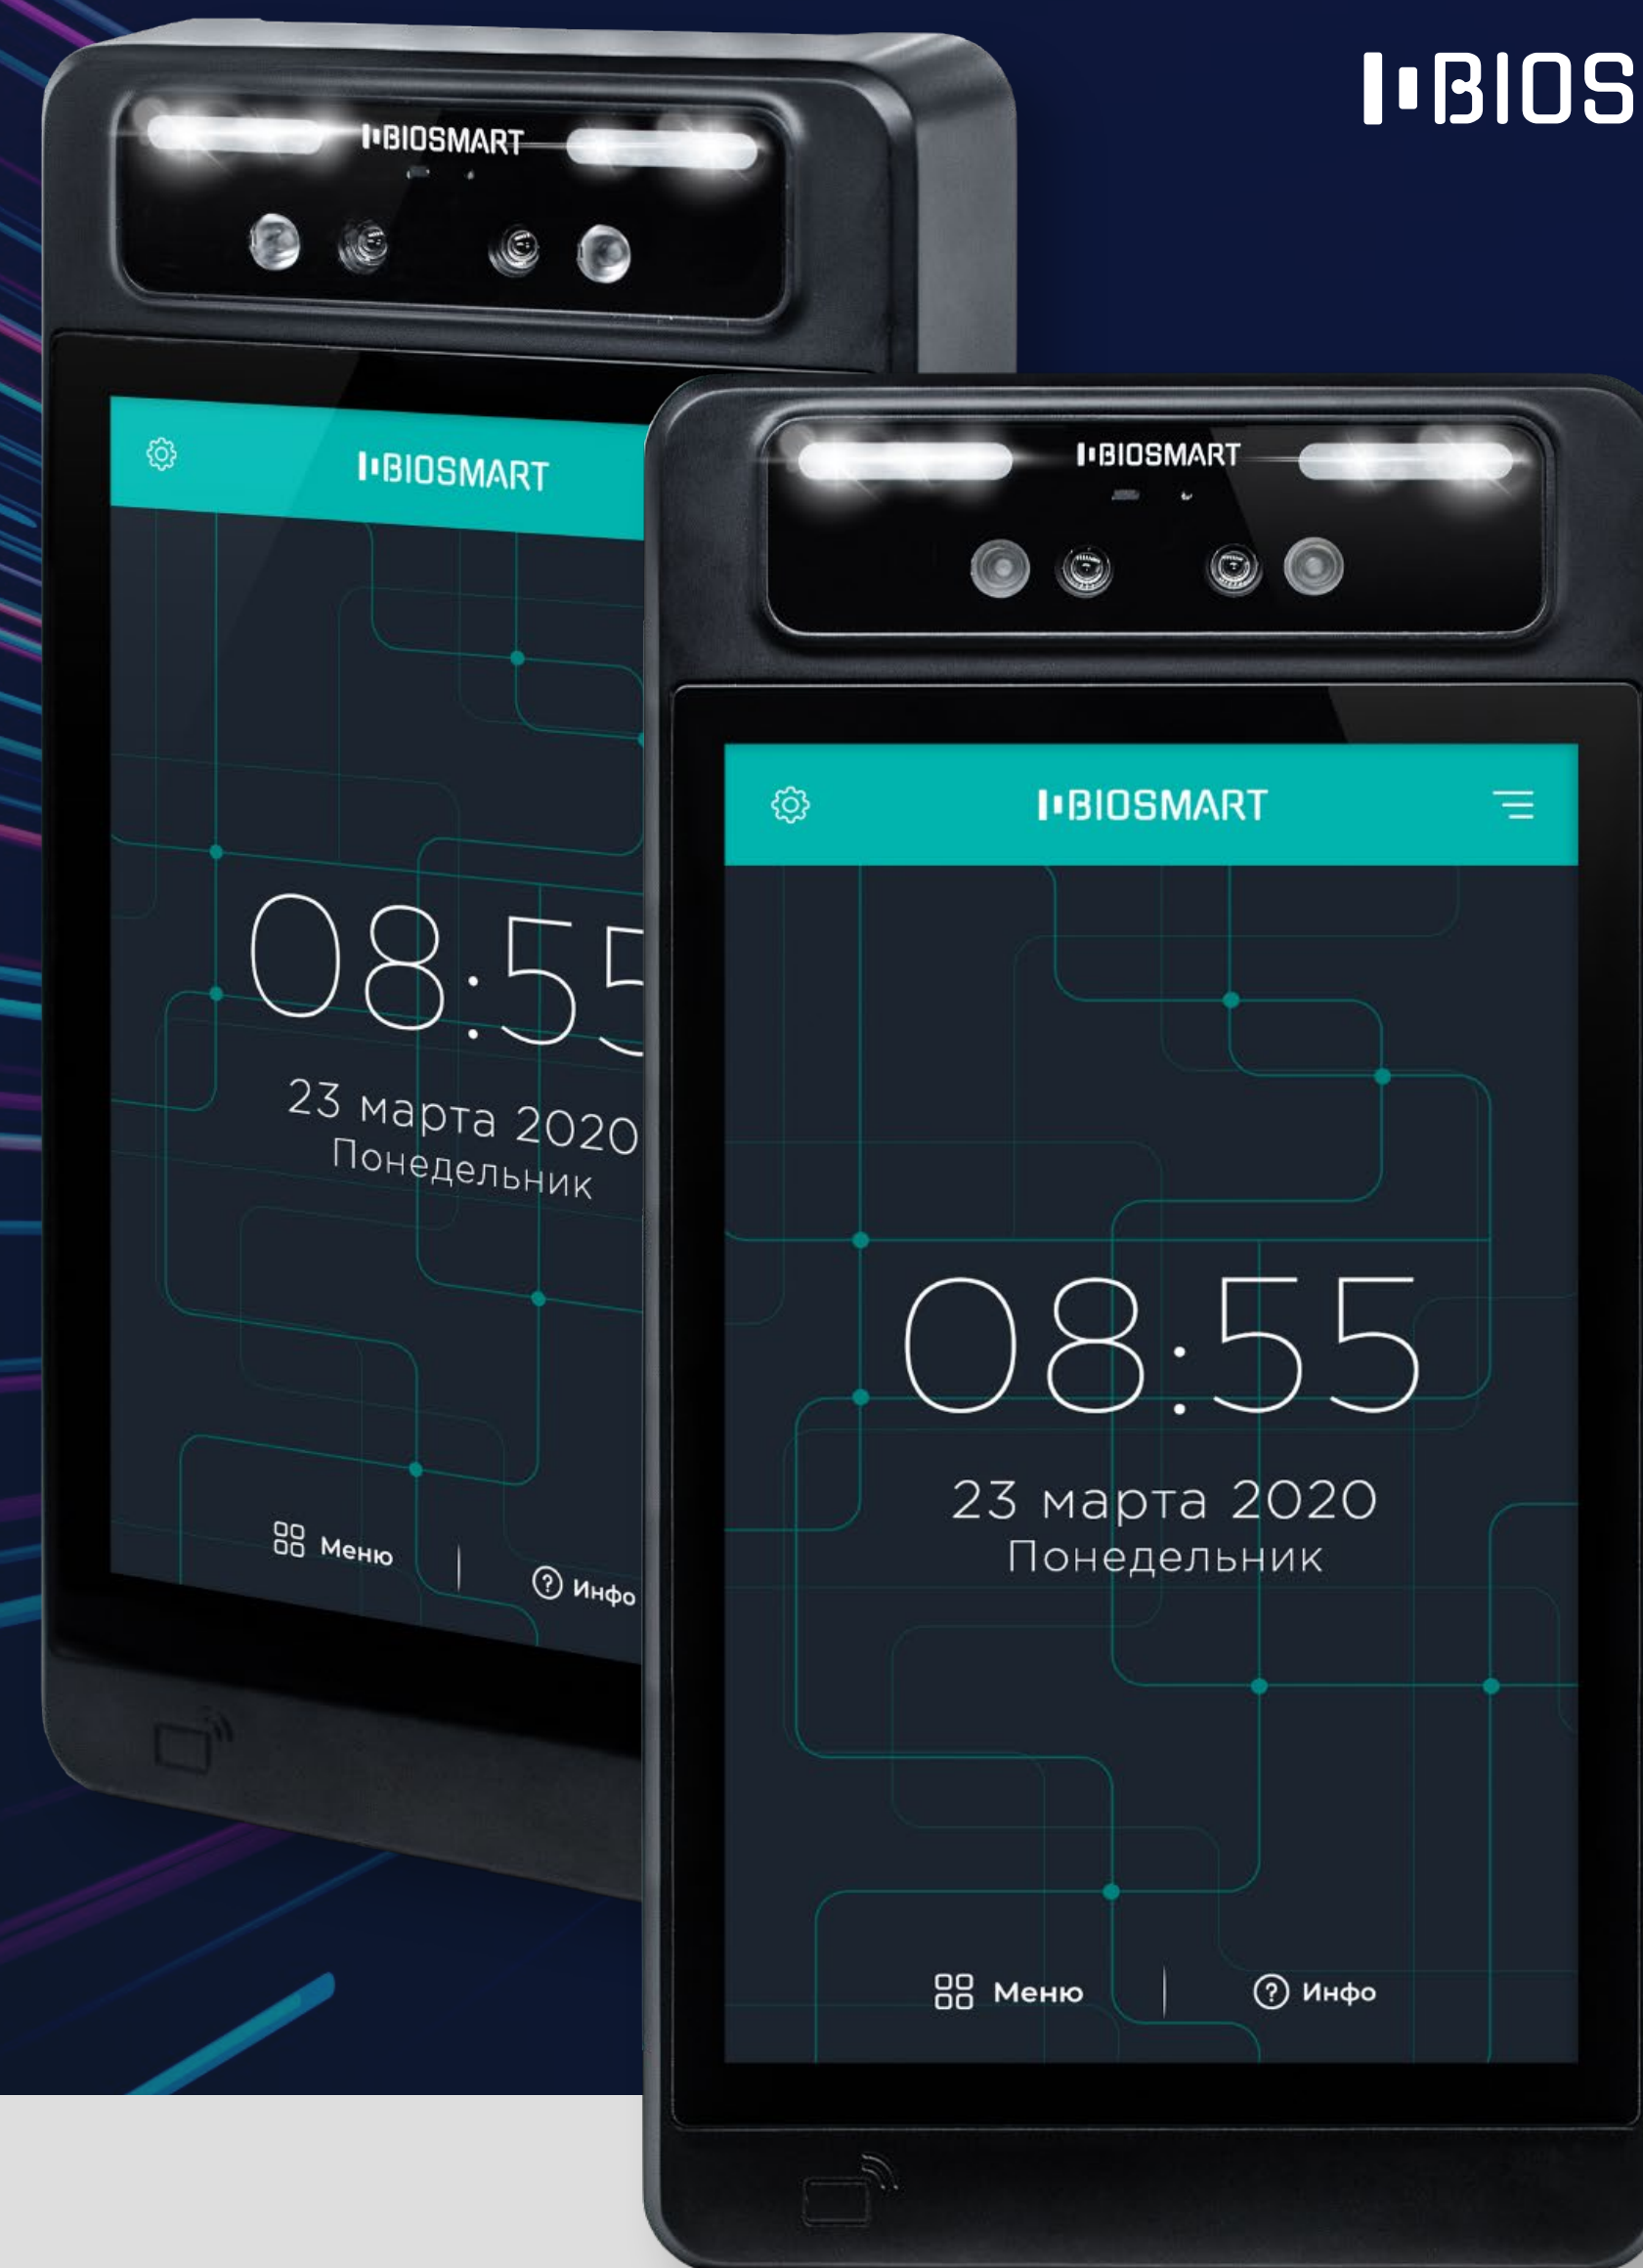 BIOS
BIOSMART
BIOSMART
08:55
23 марта 2020
Понедельник
Меню
Инфо
BIOSMART
BIOSMART
08:55
23 марта 2020
Понедельник
Меню
Инфо